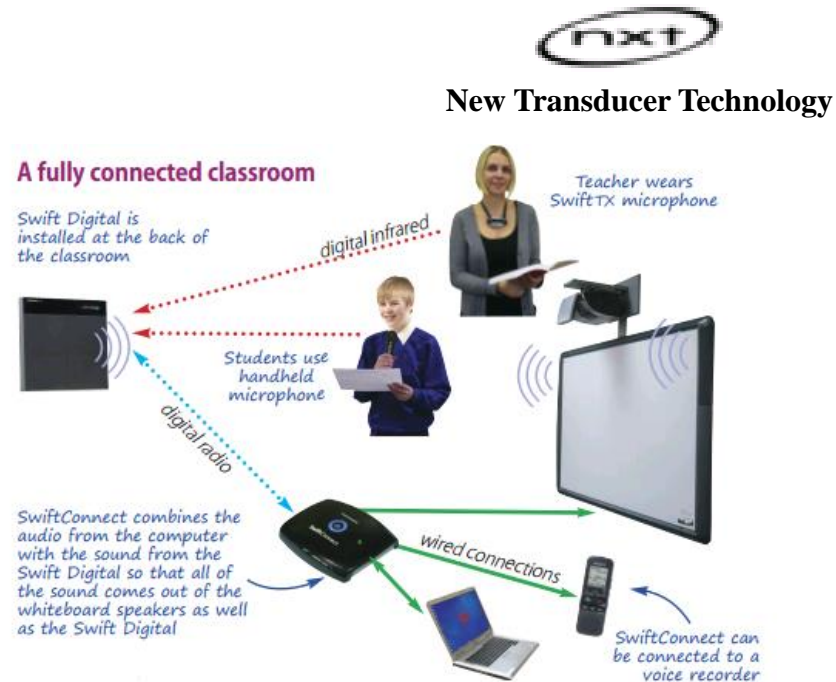 nxt
New Transducer Technology
A fully connected classroom
Swift Digital is
installed at the back of
the classroom
digital infrared
Teacher wears
SwiftTX microphone
Students use
handheld
microphone
digital radio
SwiftConnect combines the
audio from the computer
with the sound from the
Swift Digital so that all of
the sound comes out of the
whiteboard speakers as well
as the Swift Digital
wired connections
SwiftConnect can
be connected to a
voice recorder